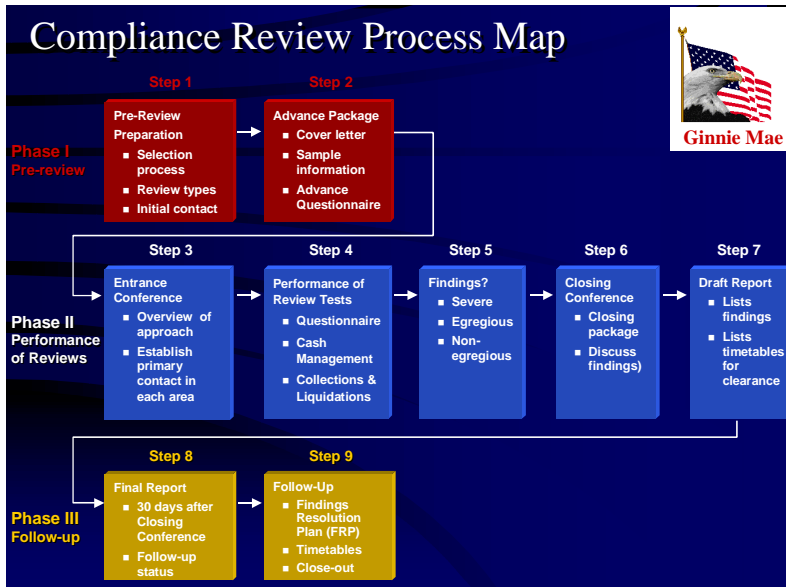 Compliance Review Process Map
Ginnie Mae
Step 1
Step 2
Phase I
Pre-review
Pre-Review
Preparation
■ Selection
process
■ Review types
■ Initial contact
Advance Package
■ Cover letter
■ Sample
information
■ Advance
Questionnaire
Step 3
Step 4
Step 5
Step 6
Step 7
Phase II
Performance
of Reviews
Entrance
Conference
■ Overview of
approach
■ Establish
primary
contact in
each area
Performance of
Review Tests
■ Questionnaire
■ Cash
Management
■ Collections &
Liquidations
Findings?
■ Severe
■ Egregious
■ Non-
egregious
Closing
Conference
■ Closing
package
■ Discuss
findings)
Draft Report
■ Lists
findings
■ Lists
timetables
for
clearance
Step 8
Step 9
Phase III
Follow-up
Final Report
■ 30 days after
Closing
Conference
■ Follow-up
status
Follow-Up
■ Findings
Resolution
Plan (FRP)
■ Timetables
■ Close-out